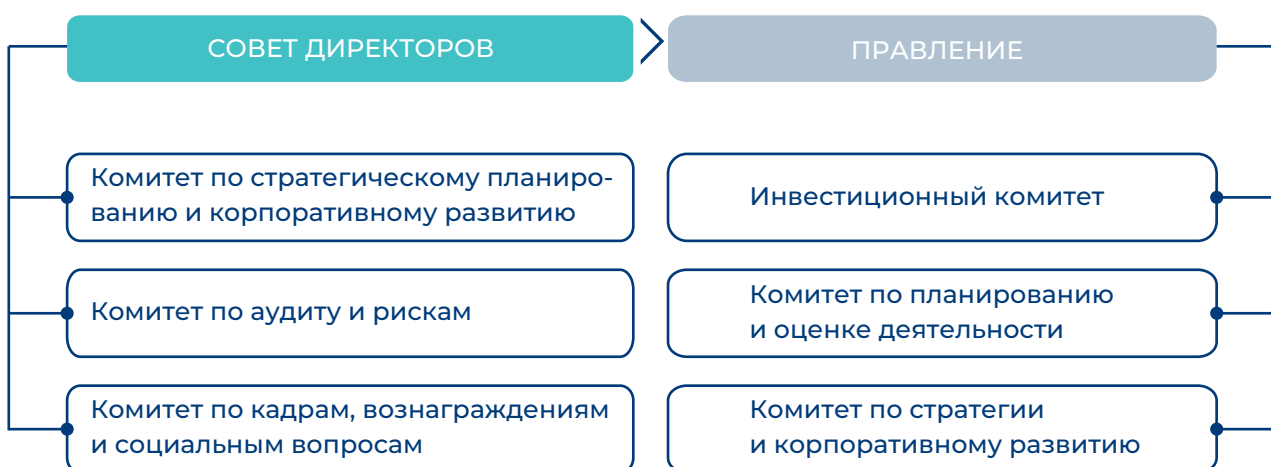 СОВЕТ ДИРЕКТОРОВ
ПРАВЛЕНИЕ
Комитет по стратегическому планиро-
ванию и корпоративному развитию
Инвестиционный комитет
Комитет по аудиту и рискам
Комитет по планированию
и оценке деятельности
Комитет по кадрам, вознаграждениям
и социальным вопросам
Комитет по стратегии
и корпоративному развитию